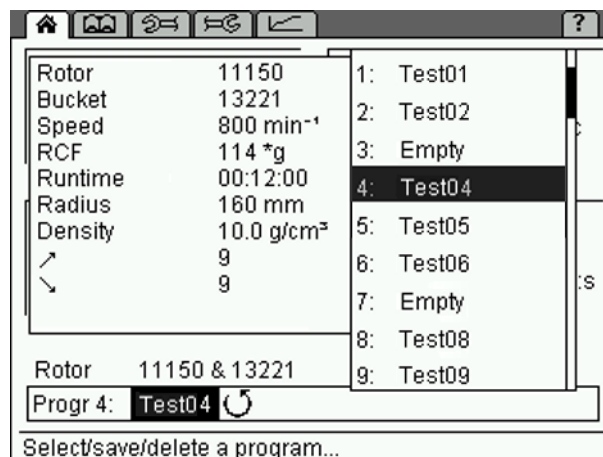 ?
Rotor 11150
Bucket 13221
Speed 800 min⁻¹
RCF 114 *g
Runtime 00:12:00
Radius 160 mm
Density 10.0 g/cm³
↗ 9
↘ 9
1: Test01
2: Test02
3: Empty
4: Test04
5: Test05
6: Test06
7: Empty
8: Test08
9: Test09
:s
Rotor 11150 & 13221
Progr 4: Test04
Select/save/delete a program...